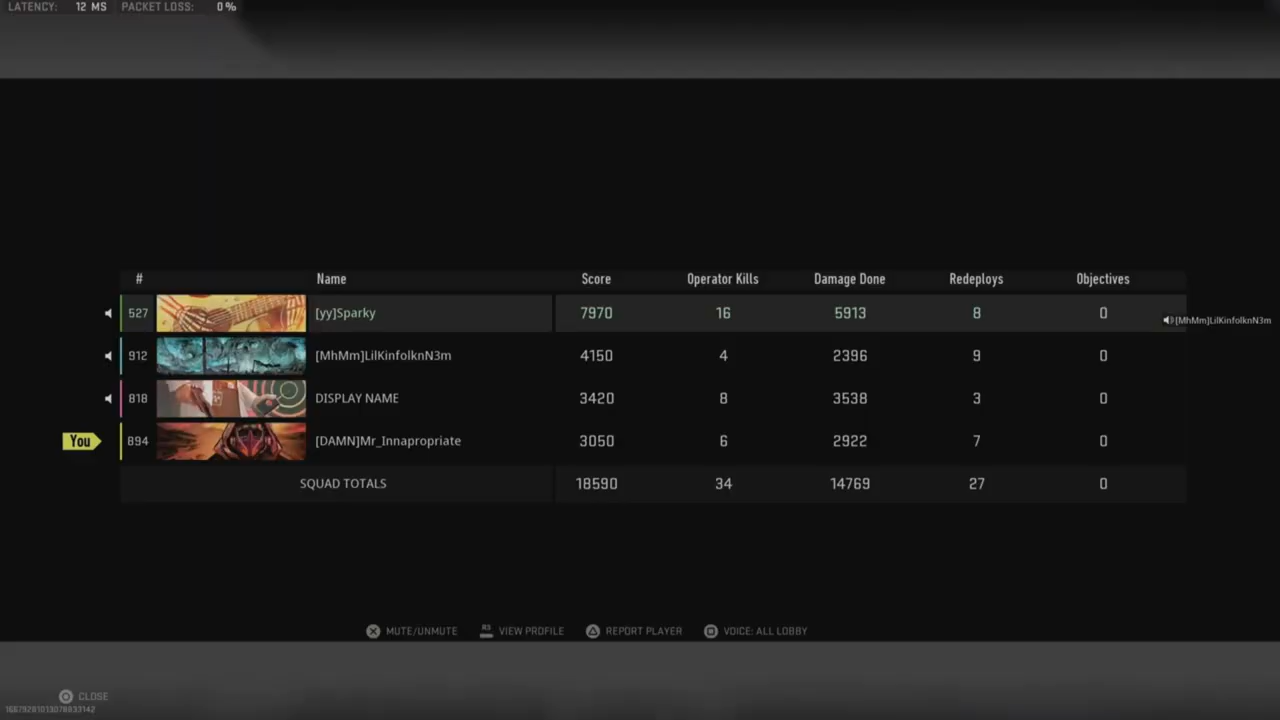 LATENCY: 12 MS PACKET LOSS: 0 %
# Name Score Operator Kills Damage Done Redeploys Objectives
527 [yy]Sparky 7970 16 5913 8 0
[MhMm]LilKinfolknN3m
912 [MhMm]LilKinfolknN3m 4150 4 2396 9 0
818 DISPLAY NAME 3420 8 3538 3 0
You 894 [DAMN]Mr_Innapropriate 3050 6 2922 7 0
SQUAD TOTALS 18590 34 14769 27 0
MUTE/UNMUTE RS VIEW PROFILE REPORT PLAYER VOICE: ALL LOBBY
CLOSE